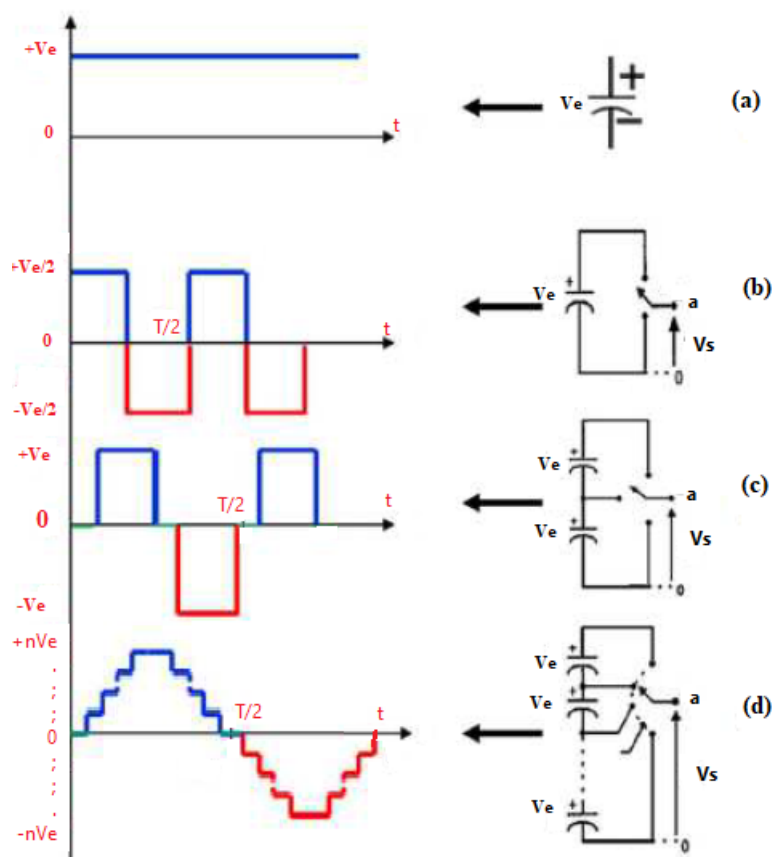 +Ve
0
t
Ve
+
(a)
+Ve/2
0
-Ve/2
T/2
t
Ve
+
a
Vs
0
(b)
+Ve
0
-Ve
T/2
t
Ve
+
Ve
+
a
Vs
0
(c)
+nVe
0
-nVe
T/2
t
Ve
+
Ve
+
Ve
+
a
Vs
0
(d)